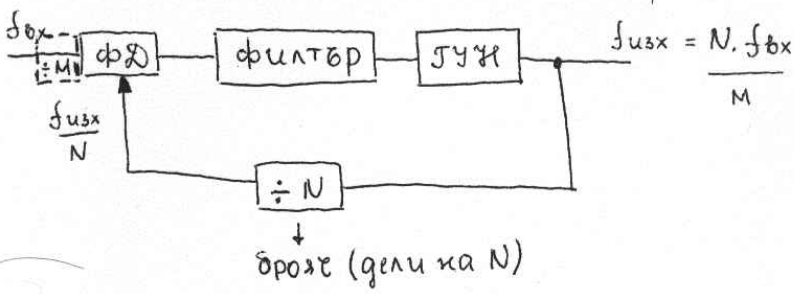 fвх
÷M
ФД
филтър
ГУН
fизх = N. fвх
M
fизх
N
÷ N
брояч (дели на N)